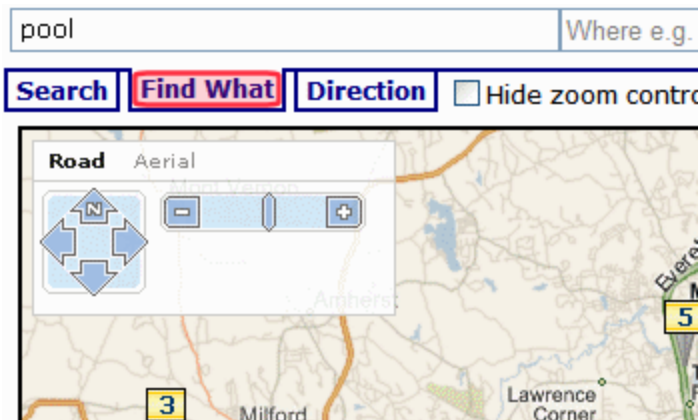 pool
Where e.g.
Search Find What Direction Hide zoom contro
Road Aerial
Mont Vernon
N
Amherst
Evere
M
5
T
3
Milford
Lawrence
Corner